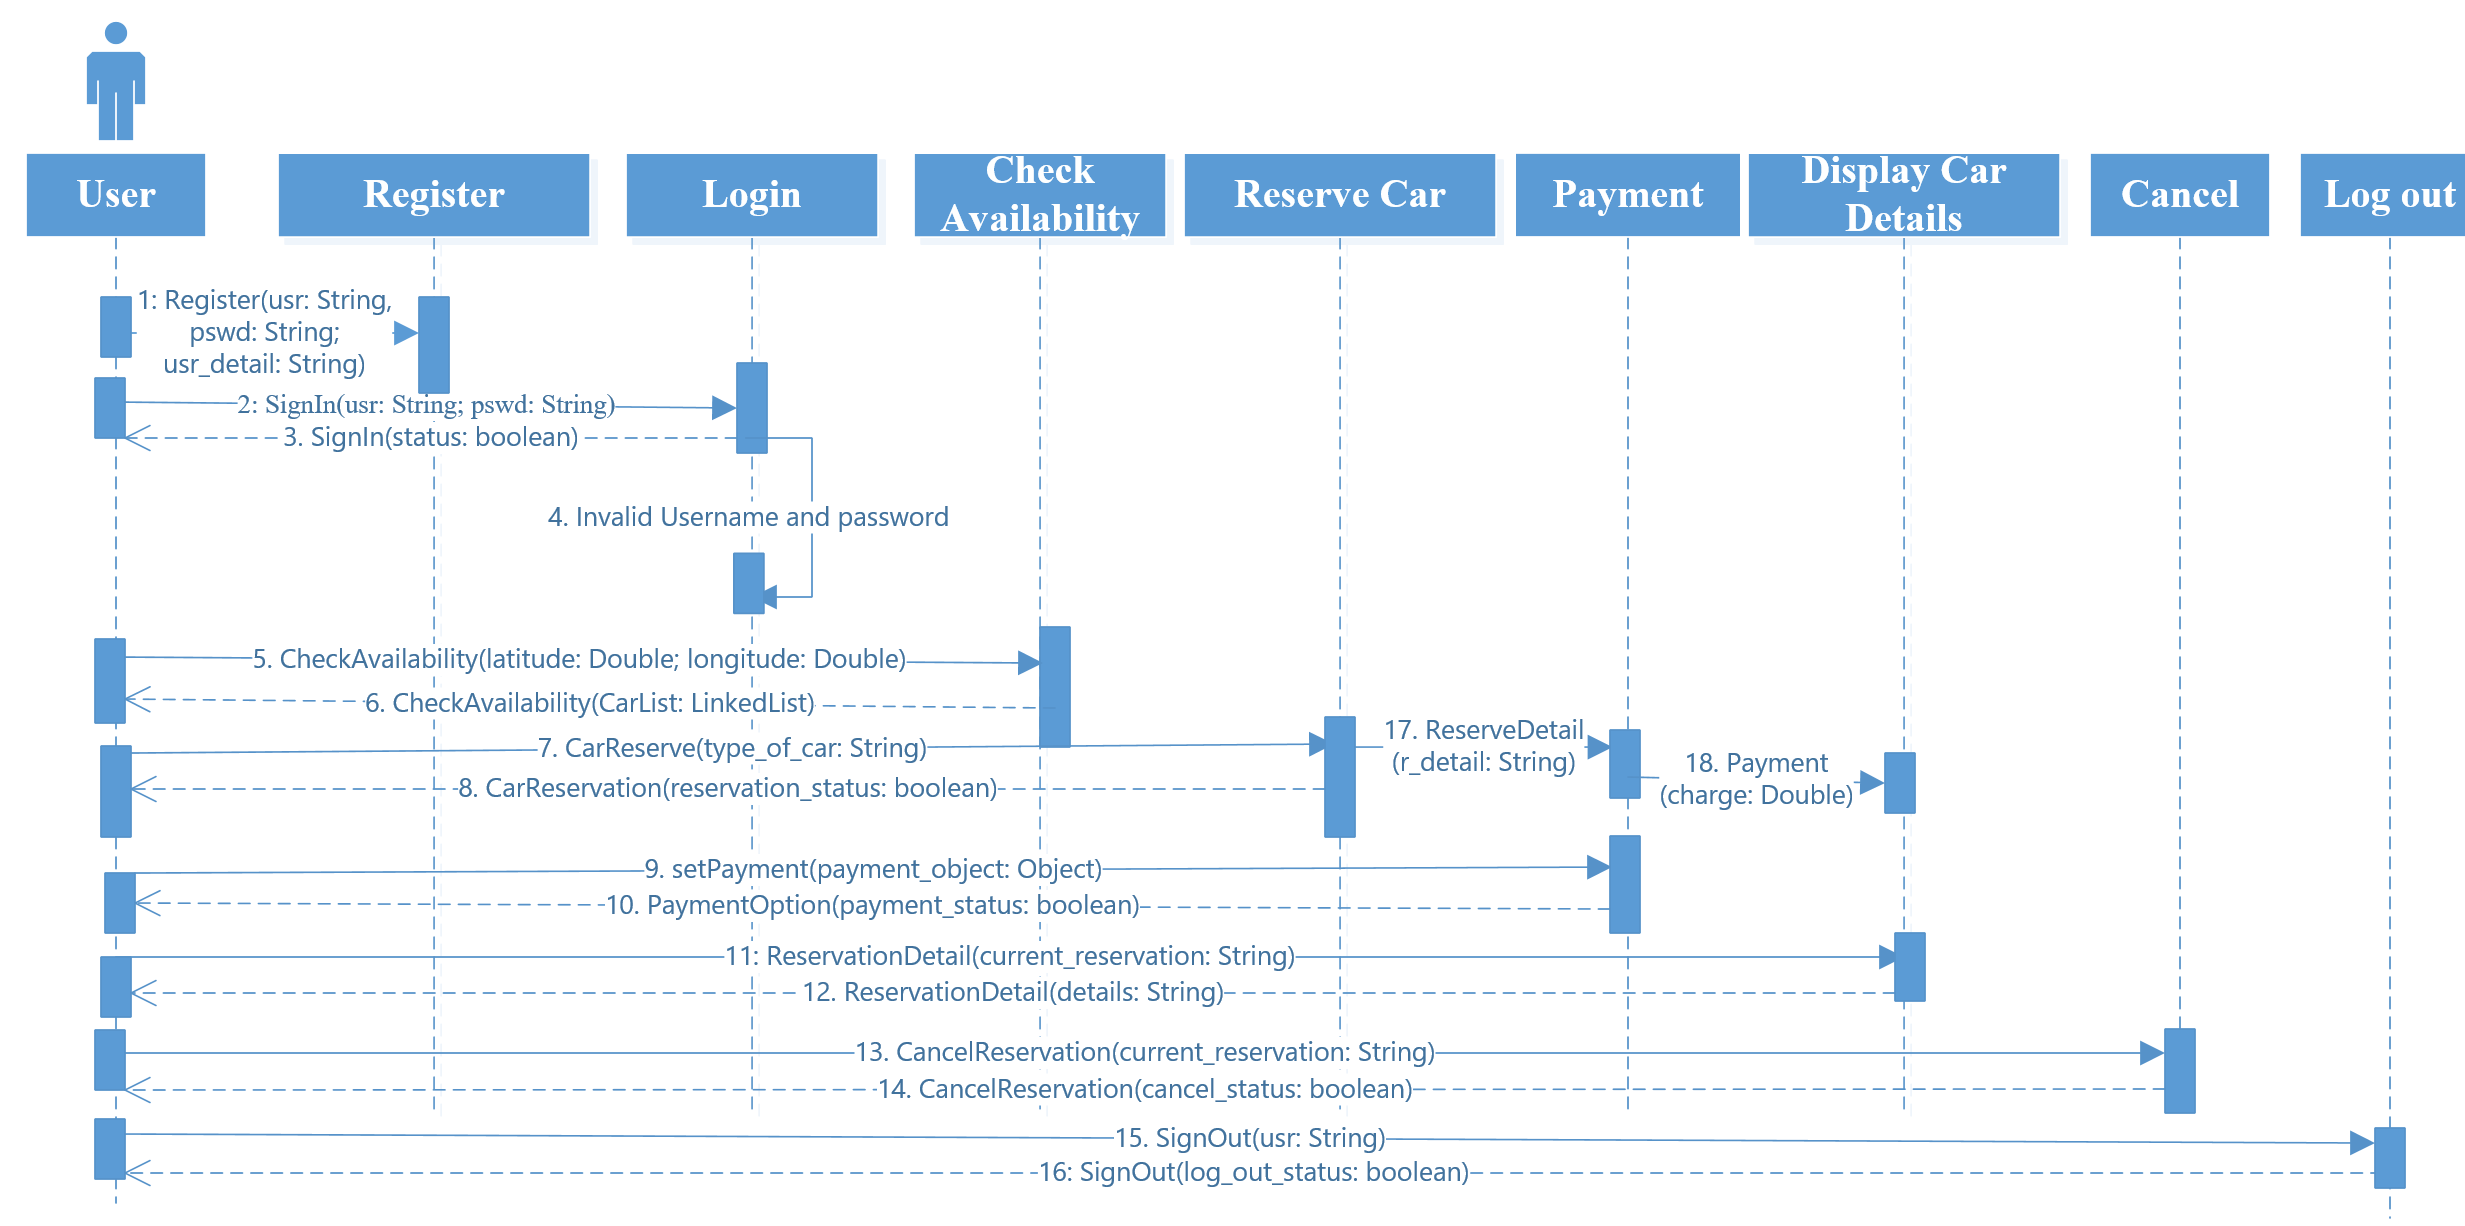 User
Register
Login
Check
Availability
Reserve Car
Payment
Display Car
Details
Cancel
Log out
1: Register(usr: String,
pswd: String;
usr_detail: String)
2: SignIn(usr: String; pswd: String)
3. SignIn(status: boolean)
4. Invalid Username and password
5. CheckAvailability(latitude: Double; longitude: Double)
6. CheckAvailability(CarList: LinkedList)
7. CarReserve(type_of_car: String)
17. ReserveDetail
(r_detail: String)
18. Payment
(charge: Double)
8. CarReservation(reservation_status: boolean)
9. setPayment(payment_object: Object)
10. PaymentOption(payment_status: boolean)
11: ReservationDetail(current_reservation: String)
12. ReservationDetail(details: String)
13. CancelReservation(current_reservation: String)
14. CancelReservation(cancel_status: boolean)
15. SignOut(usr: String)
16: SignOut(log_out_status: boolean)